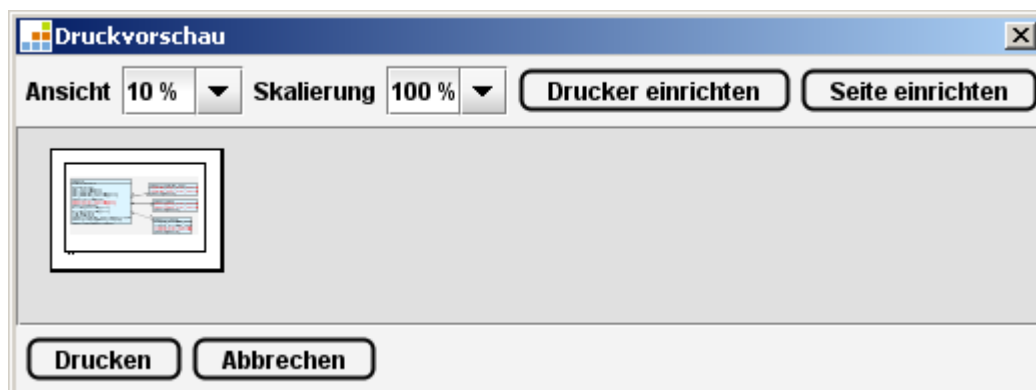 Druckvorschau
Ansicht 10 % Skalierung 100 % Drucker einrichten Seite einrichten
Drucken Abbrechen